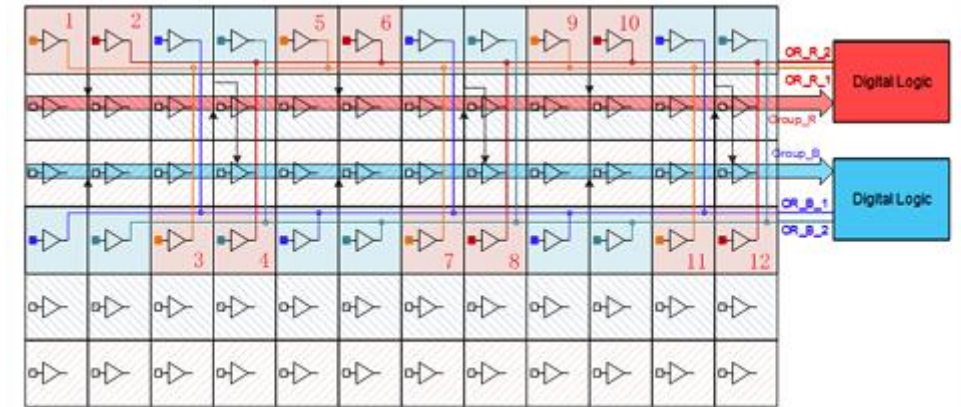 1 2 5 6 9 10
OR_R_2
OR_R_1
Digital Logic
Group_R
Group_B
OR_B_1
Digital Logic
OR_B_2
3 4 7 8 11 12